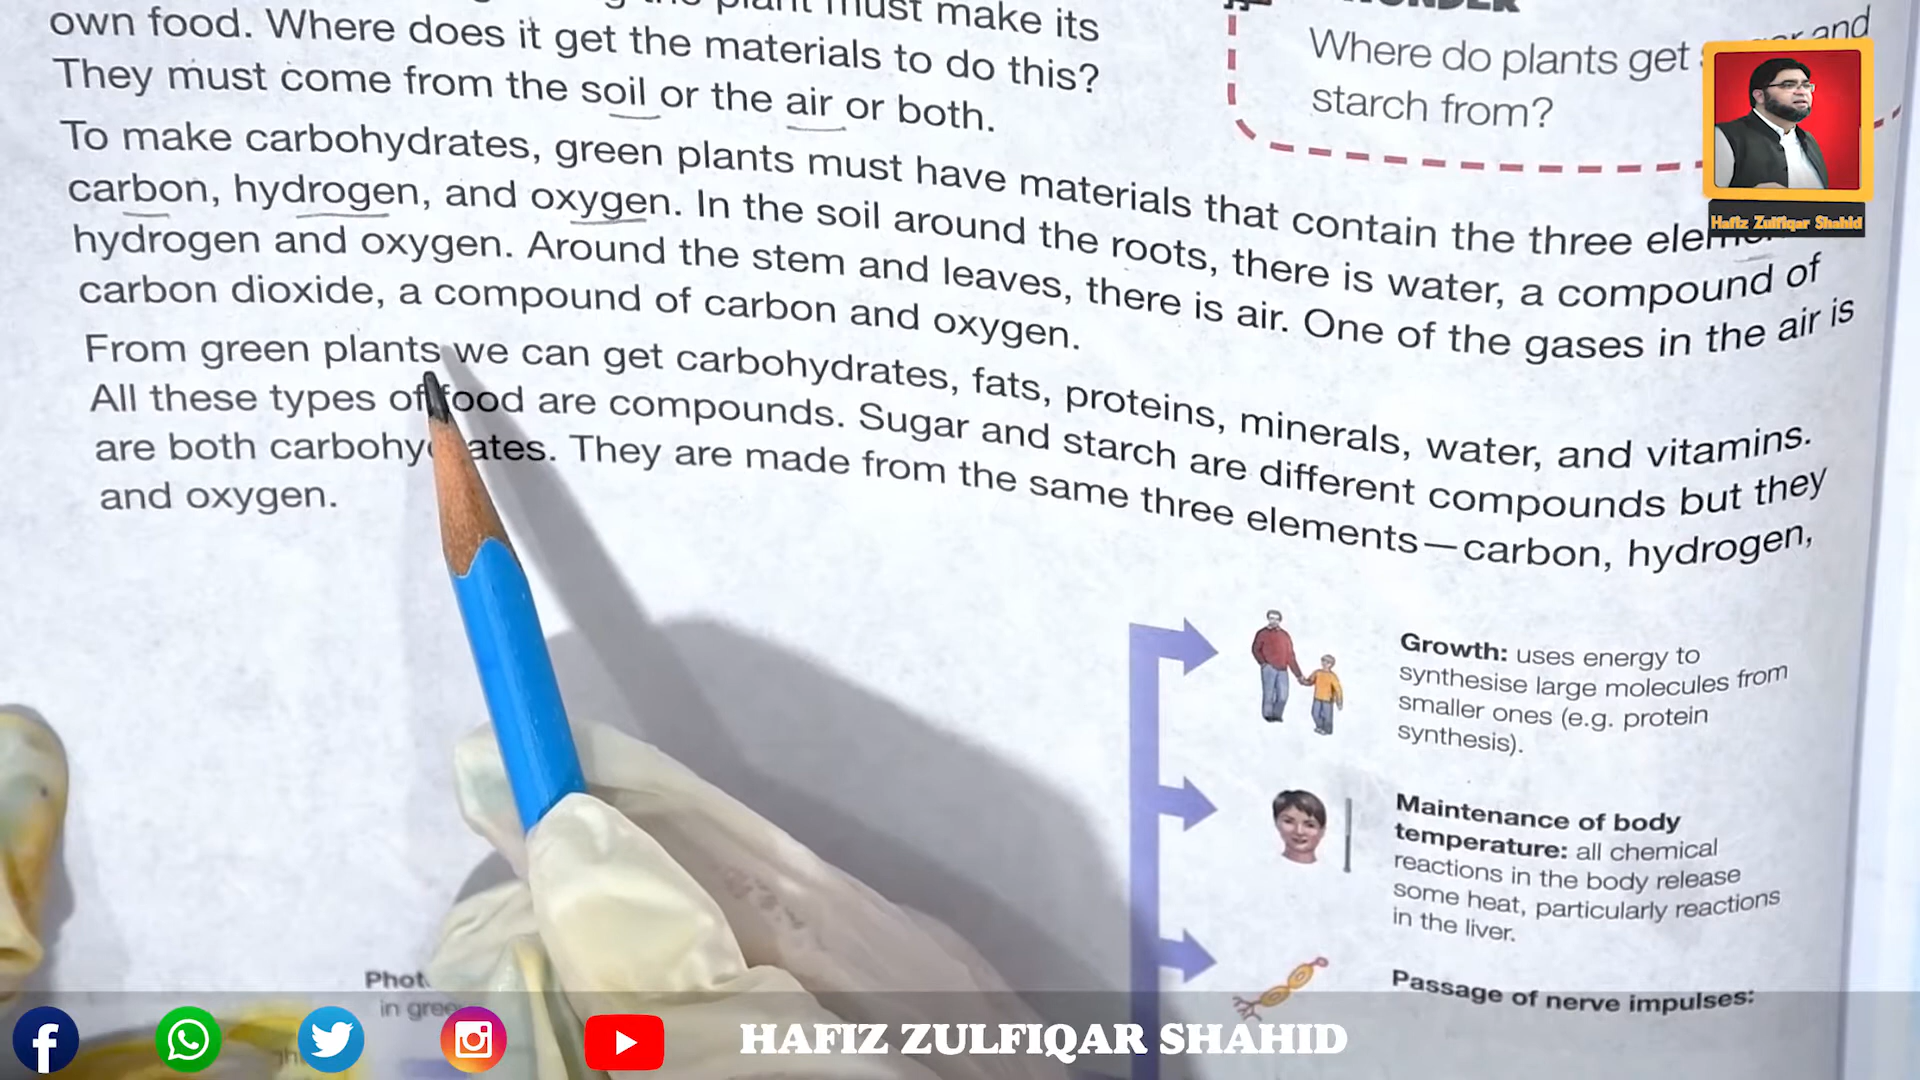 the plant must make its
own food. Where does it get the materials to do this?
They must come from the soil or the air or both.
To make carbohydrates, green plants must have materials that contain the three
carbon, hydrogen, and oxygen. In the soil around the roots, there is water, a compound of
hydrogen and oxygen. Around the stem and leaves, there is air. One of the gases in the air is
carbon dioxide, a compound of carbon and oxygen.
From green plants we can get carbohydrates, fats, proteins, minerals, water, and vitamins.
All these types of food are compounds. Sugar and starch are different compounds but they
are both carbohydrates. They are made from the same three elements—carbon, hydrogen,
and oxygen.
Where do plants get and
starch from?
Hafiz Zulfiqar Shahid
Growth: uses energy to
synthesise large molecules from
smaller ones (e.g. protein
synthesis).
Maintenance of body
temperature: all chemical
reactions in the body release
some heat, particularly reactions
in the liver.
Passage of nerve impulses:
in
HAFIZ ZULFIQAR SHAHID